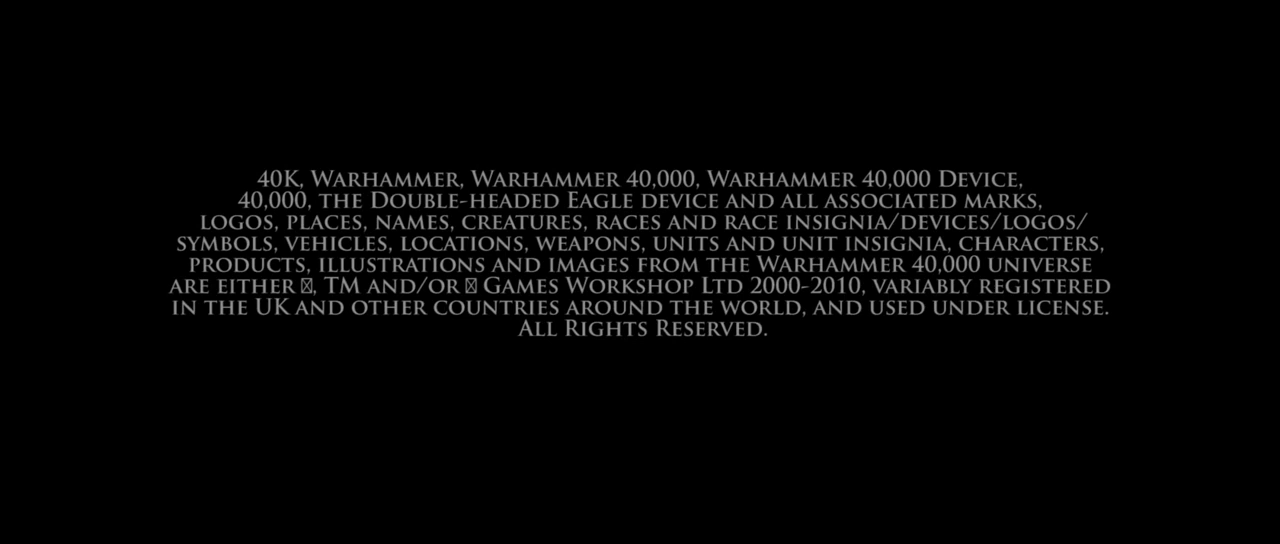 40K, Warhammer, Warhammer 40,000, Warhammer 40,000 Device,
40,000, the Double-headed Eagle device and all associated marks,
logos, places, names, creatures, races and race insignia/devices/logos/
symbols, vehicles, locations, weapons, units and unit insignia, characters,
products, illustrations and images from the Warhammer 40,000 universe
are either ☒, TM and/or ☒ Games Workshop Ltd 2000-2010, variably registered
in the UK and other countries around the world, and used under license.
All Rights Reserved.